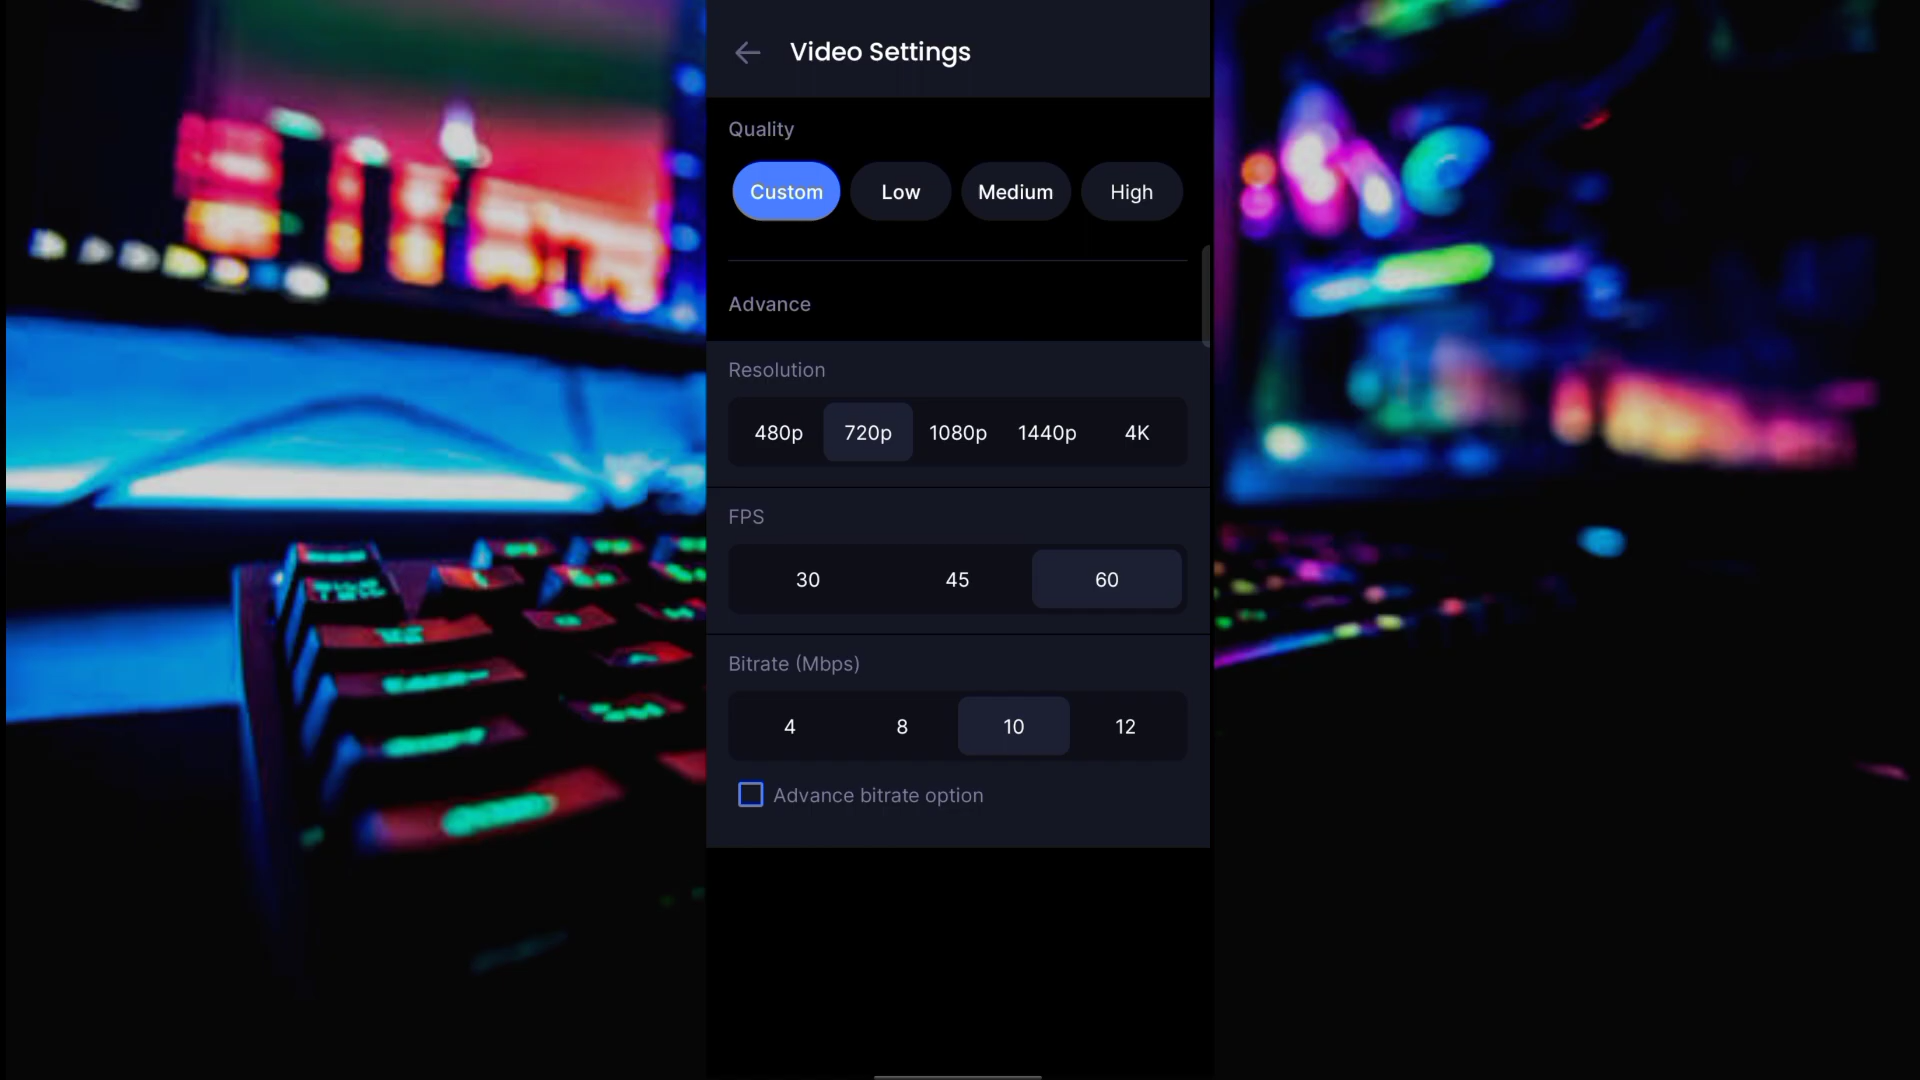 Video Settings
Quality
Custom Low Medium High
Advance
Resolution
480p 720p 1080p 1440p 4K
FPS
30 45 60
Bitrate (Mbps)
4 8 10 12
Advance bitrate option